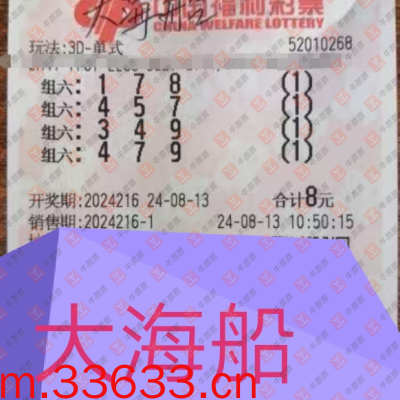 大海船
中国福利彩票
CHINA WELFARE LOTTERY
玩法:3D-单式 52010268
组六: 1 7 8 (1)
组六: 4 5 7 (1)
组六: 3 4 9 (1)
组六: 4 7 9 (1)
开奖期:2024216 24-08-13 合计8元
销售期:2024216-1 24-08-13 10:50:15
大海船
m.33633.cn